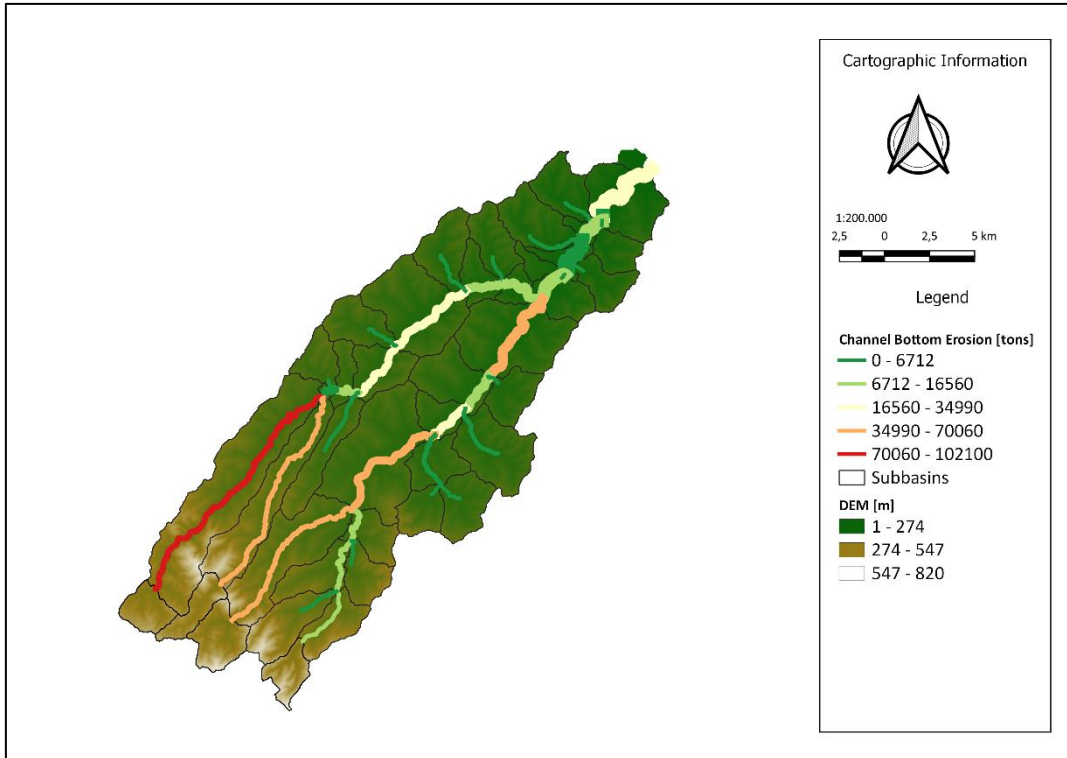 Cartographic Information
1:200.000
2,5 0 2,5 5 km
Legend
Channel Bottom Erosion [tons]
0 - 6712
6712 - 16560
16560 - 34990
34990 - 70060
70060 - 102100
Subbasins
DEM [m]
1 - 274
274 - 547
547 - 820